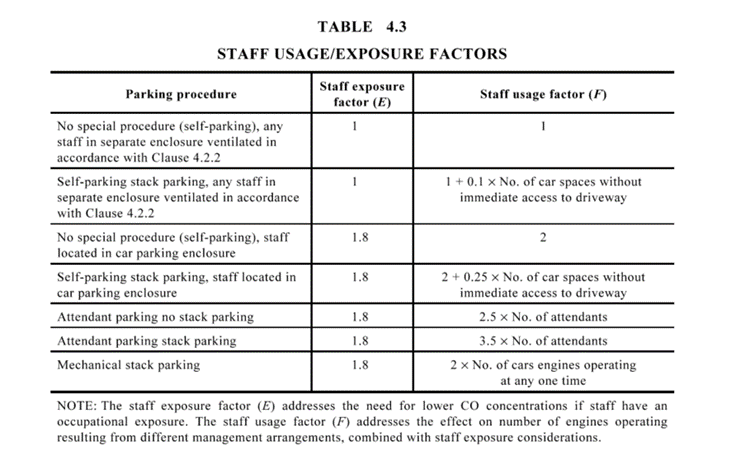 TABLE 4.3
STAFF USAGE/EXPOSURE FACTORS
Parking procedure
Staff exposure
factor (E)
Staff usage factor (F)
No special procedure (self-parking), any
staff in separate enclosure ventilated in
accordance with Clause 4.2.2
1
1
Self-parking stack parking, any staff in
separate enclosure ventilated in accordance
with Clause 4.2.2
1
1 + 0.1 × No. of car spaces without
immediate access to driveway
No special procedure (self-parking), staff
located in car parking enclosure
1.8
2
Self-parking stack parking, staff located in
car parking enclosure
1.8
2 + 0.25 × No. of car spaces without
immediate access to driveway
Attendant parking no stack parking
1.8
2.5 × No. of attendants
Attendant parking stack parking
1.8
3.5 × No. of attendants
Mechanical stack parking
1.8
2 × No. of cars engines operating
at any one time
NOTE: The staff exposure factor (E) addresses the need for lower CO concentrations if staff have an
occupational exposure. The staff usage factor (F) addresses the effect on number of engines operating
resulting from different management arrangements, combined with staff exposure considerations.